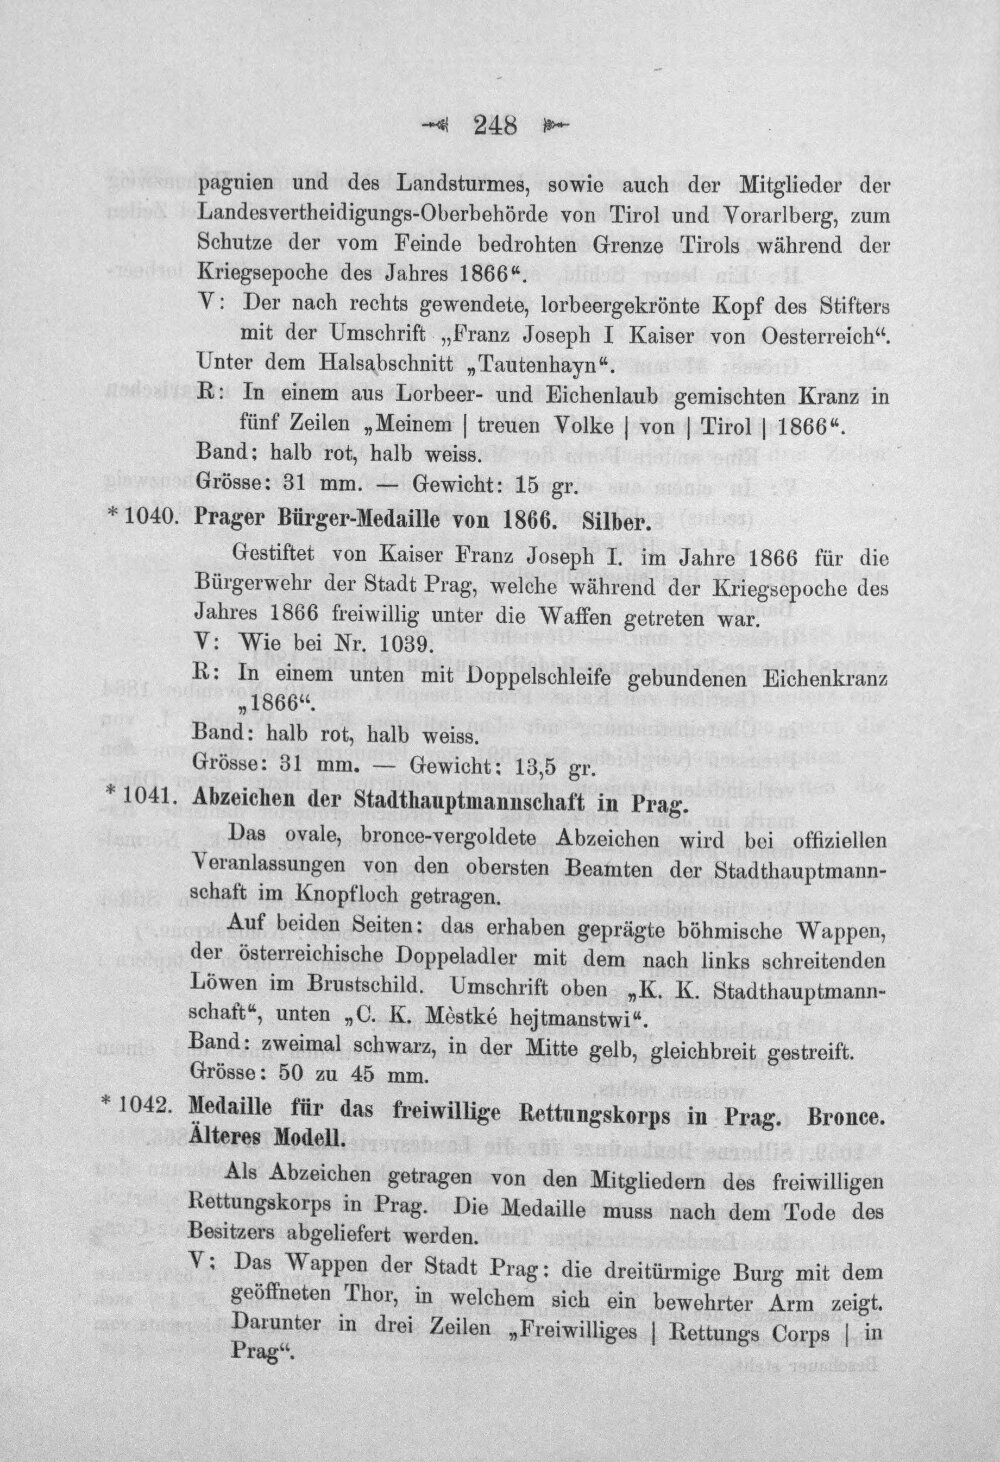 248
pagnien und des Landsturmes, sowie auch der Mitglieder der
Landesvertheidigungs-Oberbehörde von Tirol und Vorarlberg, zum
Schutze der vom Feinde bedrohten Grenze Tirols während der
Kriegsepoche des Jahres 1866“.
V: Der nach rechts gewendete, lorbeergekrönte Kopf des Stifters
mit der Umschrift „Franz Joseph I Kaiser von Oesterreich“.
Unter dem Halsabschnitt „Tautenhayn“.
R: In einem aus Lorbeer- und Eichenlaub gemischten Kranz in
fünf Zeilen „Meinem | treuen Volke | von | Tirol | 1866“.
Band: halb rot, halb weiss.
Grösse: 31 mm. — Gewicht: 15 gr.
* 1040. Prager Bürger-Medaille von 1866. Silber.
Gestiftet von Kaiser Franz Joseph I. im Jahre 1866 für die
Bürgerwehr der Stadt Prag, welche während der Kriegsepoche des
Jahres 1866 freiwillig unter die Waffen getreten war.
V: Wie bei Nr. 1039.
R: In einem unten mit Doppelschleife gebundenen Eichenkranz
„1866“.
Band: halb rot, halb weiss.
Grösse: 31 mm. — Gewicht: 13,5 gr.
* 1041. Abzeichen der Stadthauptmannschaft in Prag.
Das ovale, bronce-vergoldete Abzeichen wird bei offiziellen
Veranlassungen von den obersten Beamten der Stadthauptmann-
schaft im Knopfloch getragen.
Auf beiden Seiten: das erhaben geprägte böhmische Wappen,
der österreichische Doppeladler mit dem nach links schreitenden
Löwen im Brustschild. Umschrift oben „K. K. Stadthauptmann-
schaft“, unten „C. K. Mèstké hejtmanstwi“.
Band: zweimal schwarz, in der Mitte gelb, gleichbreit gestreift.
Grösse: 50 zu 45 mm.
* 1042. Medaille für das freiwillige Rettungskorps in Prag. Bronce.
Älteres Modell.
Als Abzeichen getragen von den Mitgliedern des freiwilligen
Rettungskorps in Prag. Die Medaille muss nach dem Tode des
Besitzers abgeliefert werden.
V: Das Wappen der Stadt Prag: die dreitürmige Burg mit dem
geöffneten Thor, in welchem sich ein bewehrter Arm zeigt.
Darunter in drei Zeilen „Freiwilliges | Rettungs Corps | in
Prag“.